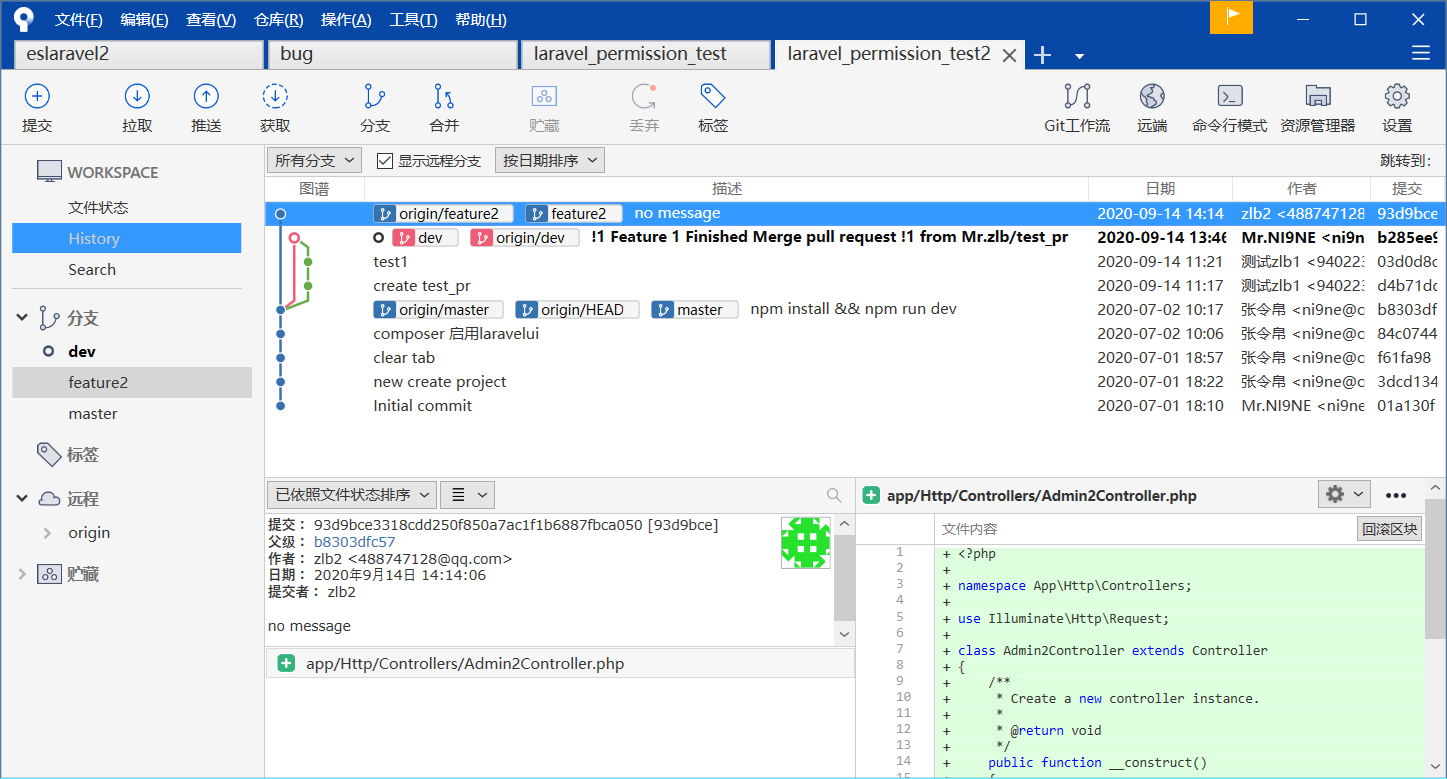 文件(F) 编辑(E) 查看(V) 仓库(R) 操作(A) 工具(T) 帮助(H)
eslaravel2 bug laravel_permission_test laravel_permission_test2
提交 拉取 推送 获取 分支 合并 贮藏 丢弃 标签 Git工作流 远端 命令行模式 资源管理器 设置
WORKSPACE
文件状态
History
Search
分支
dev
feature2
master
标签
远程
origin
贮藏
所有分支 显示远程分支 按日期排序 跳转到:
图谱 描述 日期 作者 提交
origin/feature2 feature2 no message 2020-09-14 14:14 zlb2 <488747128 93d9bce
dev origin/dev !1 Feature 1 Finished Merge pull request !1 from Mr.zlb/test_pr 2020-09-14 13:46 Mr.NI9NE <ni9n b285ee9
test1 2020-09-14 11:21 测试zlb1 <940223 03d0d8c
create test_pr 2020-09-14 11:17 测试zlb1 <940223 d4b71dc
origin/master origin/HEAD master npm install && npm run dev 2020-07-02 10:17 张令帛 <ni9ne@o b8303df
composer 启用laravelui 2020-07-02 10:06 张令帛 <ni9ne@o 84c0744
clear tab 2020-07-01 18:57 张令帛 <ni9ne@o f61fa98
new create project 2020-07-01 18:22 张令帛 <ni9ne@o 3dcd134
Initial commit 2020-07-01 18:10 Mr.NI9NE <ni9ne 01a130f
已依照文件状态排序
提交： 93d9bce3318cdd250f850a7ac1f1b6887fbca050 [93d9bce]
父级： b8303dfc57
作者： zlb2 <488747128@qq.com>
日期： 2020年9月14日 14:14:06
提交者： zlb2
no message
app/Http/Controllers/Admin2Controller.php
app/Http/Controllers/Admin2Controller.php
文件内容 回滚区块
1 + <?php
2 +
3 + namespace App\Http\Controllers;
4 +
5 + use Illuminate\Http\Request;
6 +
7 + class Admin2Controller extends Controller
8 + {
9 + /**
10 + * Create a new controller instance.
11 + *
12 + * @return void
13 + */
14 + public function __construct()
15 + {